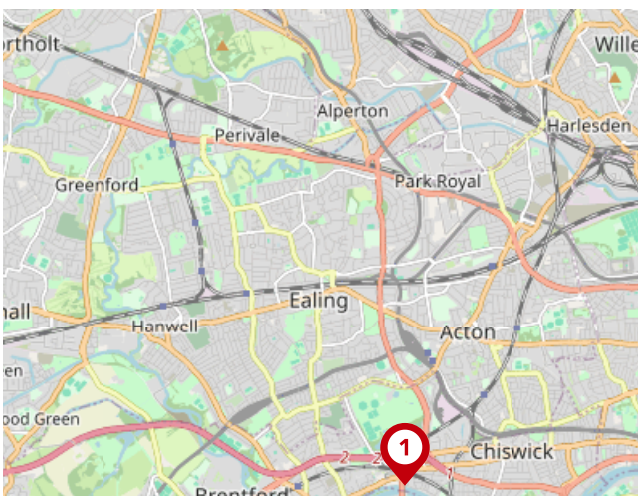 ortholt
Wille
Alperton
Harlesden
Perivale
Greenford
Park Royal
Ealing
hall
Hanwell
Acton
een
ood Green
1
Chiswick
2
2
1
Brentford